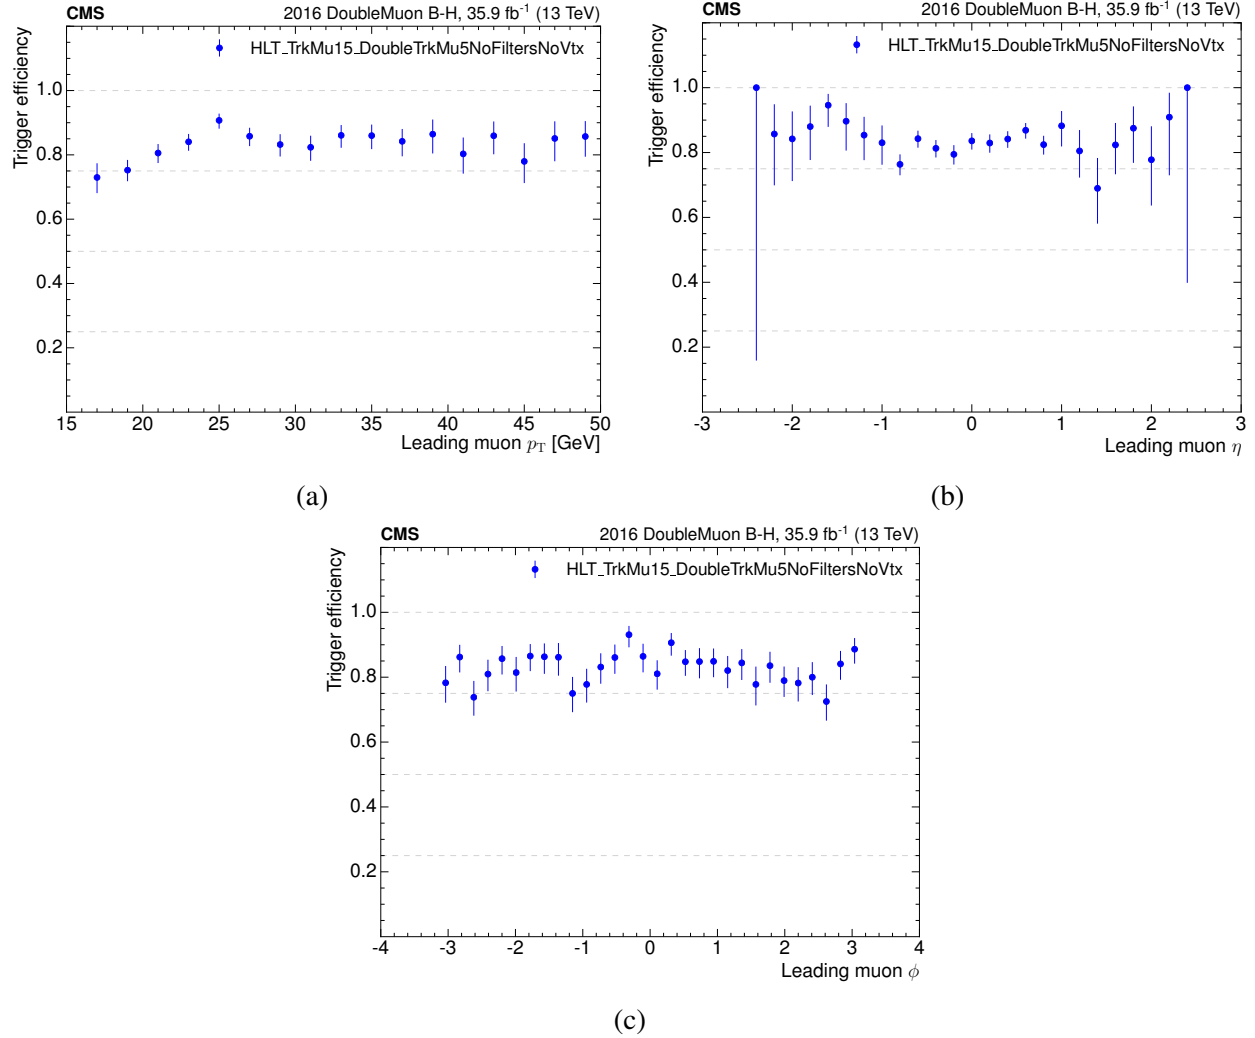 CMS 2016 DoubleMuon B-H, 35.9 fb⁻¹ (13 TeV)
HLT_TrkMu15_DoubleTrkMu5NoFiltersNoVtx
Trigger efficiency
1.0
0.8
0.6
0.4
0.2
15 20 25 30 35 40 45 50
Leading muon p_T [GeV]
(a)
CMS 2016 DoubleMuon B-H, 35.9 fb⁻¹ (13 TeV)
HLT_TrkMu15_DoubleTrkMu5NoFiltersNoVtx
Trigger efficiency
1.0
0.8
0.6
0.4
0.2
-3 -2 -1 0 1 2 3
Leading muon η
(b)
CMS 2016 DoubleMuon B-H, 35.9 fb⁻¹ (13 TeV)
HLT_TrkMu15_DoubleTrkMu5NoFiltersNoVtx
Trigger efficiency
1.0
0.8
0.6
0.4
0.2
-4 -3 -2 -1 0 1 2 3 4
Leading muon ϕ
(c)